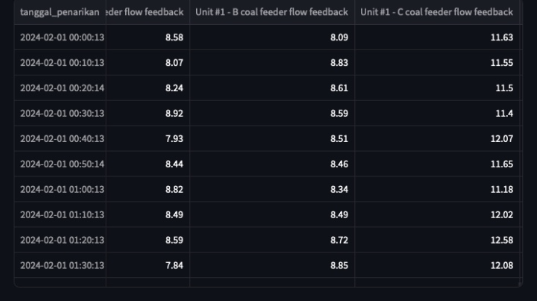 tanggal_penarikan eder flow feedback Unit #1 - B coal feeder flow feedback Unit #1 - C coal feeder flow feedback
2024-02-01 00:00:13 8.58 8.09 11.63
2024-02-01 00:10:13 8.07 8.83 11.55
2024-02-01 00:20:14 8.24 8.61 11.5
2024-02-01 00:30:13 8.92 8.59 11.4
2024-02-01 00:40:13 7.93 8.51 12.07
2024-02-01 00:50:14 8.44 8.46 11.65
2024-02-01 01:00:13 8.82 8.34 11.18
2024-02-01 01:10:13 8.49 8.49 12.02
2024-02-01 01:20:13 8.59 8.72 12.58
2024-02-01 01:30:13 7.84 8.85 12.08